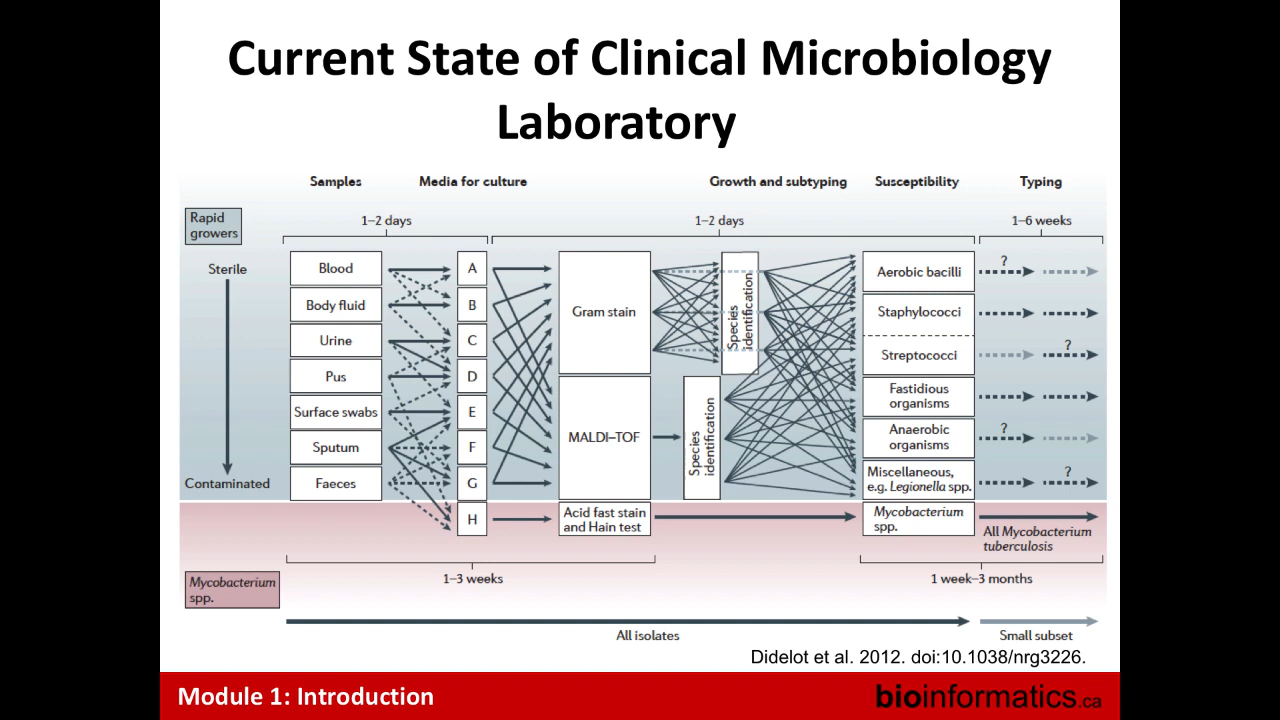 Current State of Clinical Microbiology
Laboratory
Samples
Media for culture
Growth and subtyping
Susceptibility
Typing
Rapid
growers
1–2 days
1–2 days
1–6 weeks
Sterile
Contaminated
Blood
Body fluid
Urine
Pus
Surface swabs
Sputum
Faeces
A
B
C
D
E
F
G
H
Gram stain
MALDI–TOF
Acid fast stain
and Hain test
Species
identification
Species
identification
Aerobic bacilli
Staphylococci
Streptococci
Fastidious
organisms
Anaerobic
organisms
Miscellaneous,
e.g. Legionella spp.
Mycobacterium
spp.
?
?
?
?
All Mycobacterium
tuberculosis
1–3 weeks
1 week–3 months
Mycobacterium
spp.
All isolates
Small subset
Didelot et al. 2012. doi:10.1038/nrg3226.
Module 1: Introduction
bioinformatics.ca